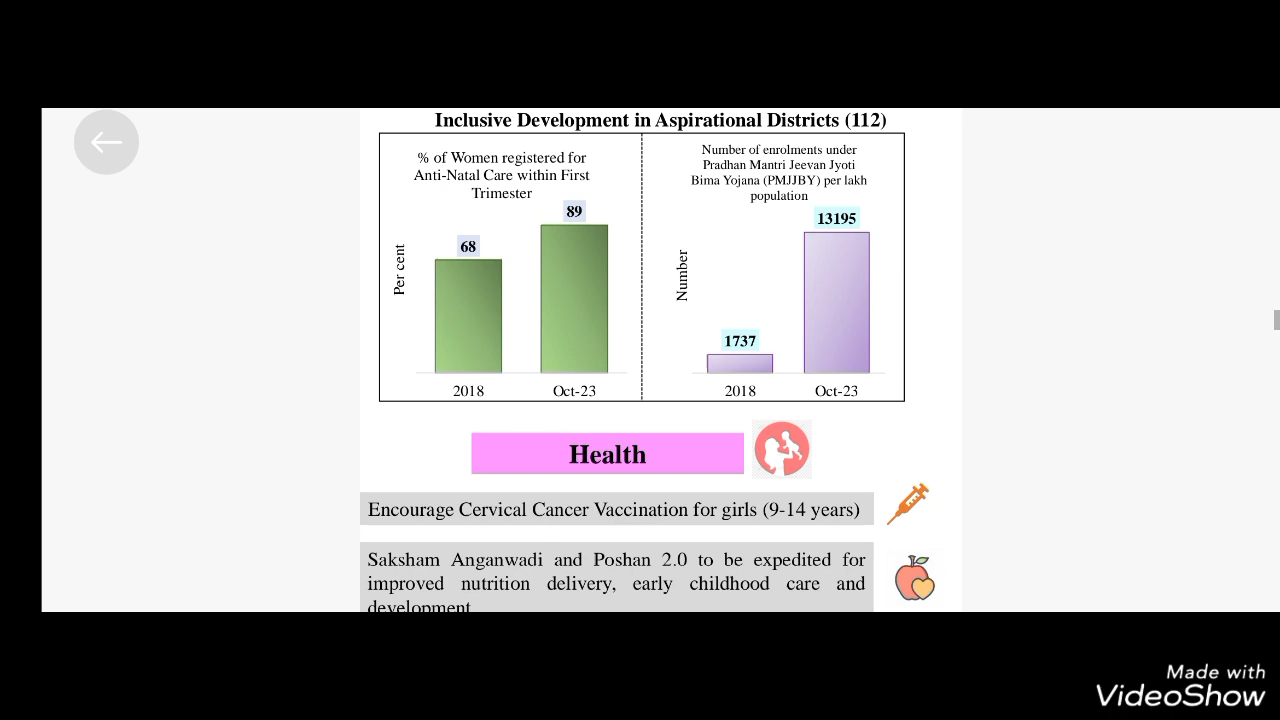 Inclusive Development in Aspirational Districts (112)
% of Women registered for
Anti-Natal Care within First
Trimester
89
68
Per cent
2018
Oct-23
Number of enrolments under
Pradhan Mantri Jeevan Jyoti
Bima Yojana (PMJJBY) per lakh
population
13195
1737
Number
2018
Oct-23
Health
Encourage Cervical Cancer Vaccination for girls (9-14 years)
Saksham Anganwadi and Poshan 2.0 to be expedited for
improved nutrition delivery, early childhood care and
development
Made with
VideoShow